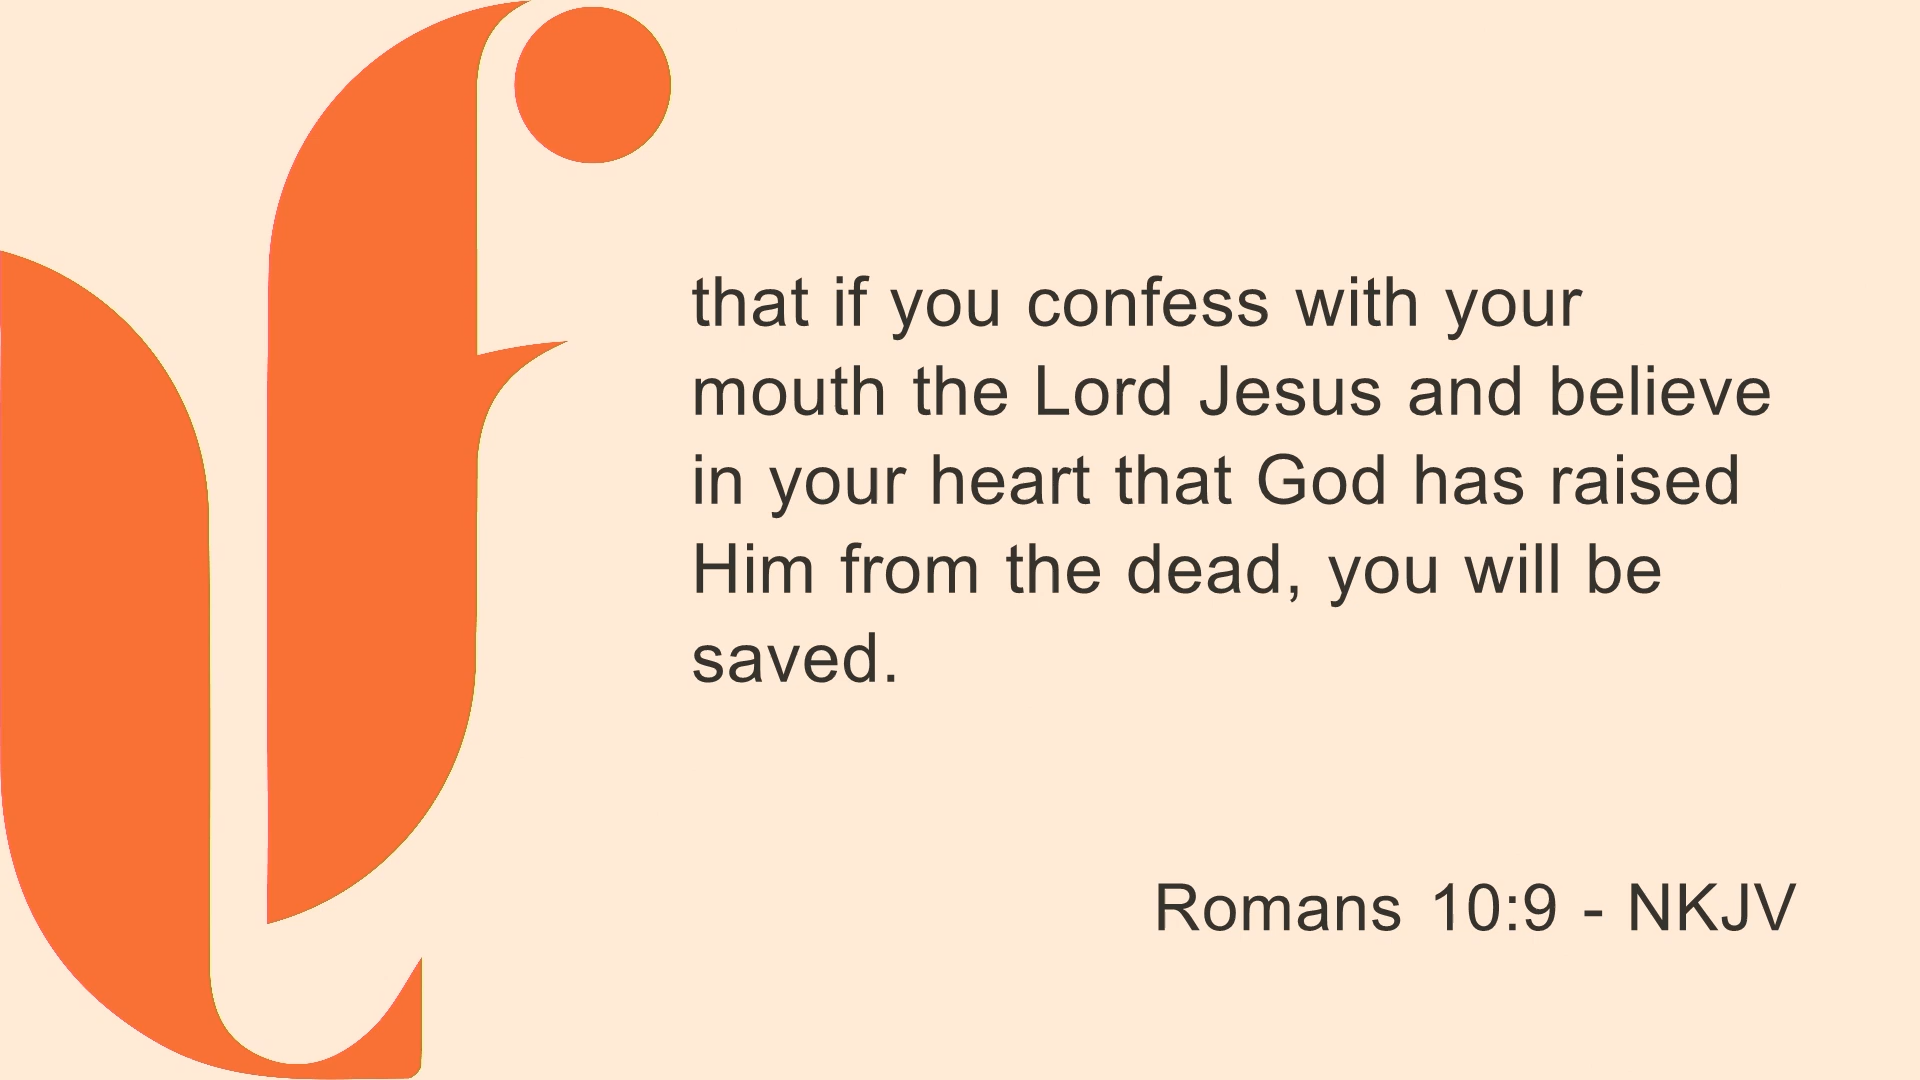 that if you confess with your
mouth the Lord Jesus and believe
in your heart that God has raised
Him from the dead, you will be
saved.
Romans 10:9 - NKJV